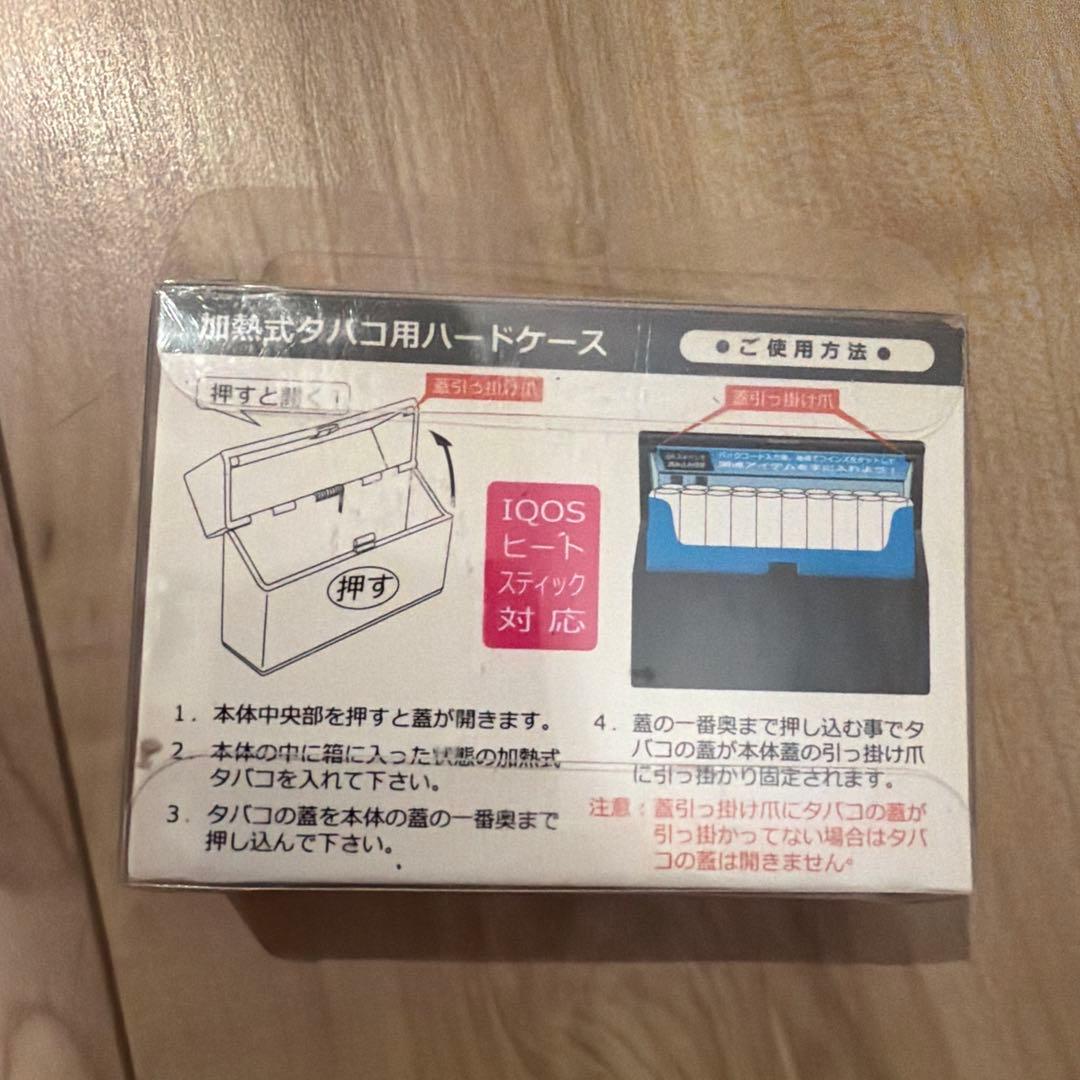 加熱式タバコ用ハードケース
●ご使用方法●
押すと開く!
蓋引っ掛け爪
蓋引っ掛け爪
押す
IQOS
ヒート
スティック
対応
1. 本体中央部を押すと蓋が開きます。
2. 本体の中に箱に入った状態の加熱式
タバコを入れて下さい。
3. タバコの蓋を本体の蓋の一番奥まで
押し込んで下さい。
4. 蓋の一番奥まで押し込む事でタ
バコの蓋が本体蓋の引っ掛け爪
に引っ掛かり固定されます。
注意:蓋引っ掛け爪にタバコの蓋が
引っ掛かってない場合はタバ
コの蓋は開きません。